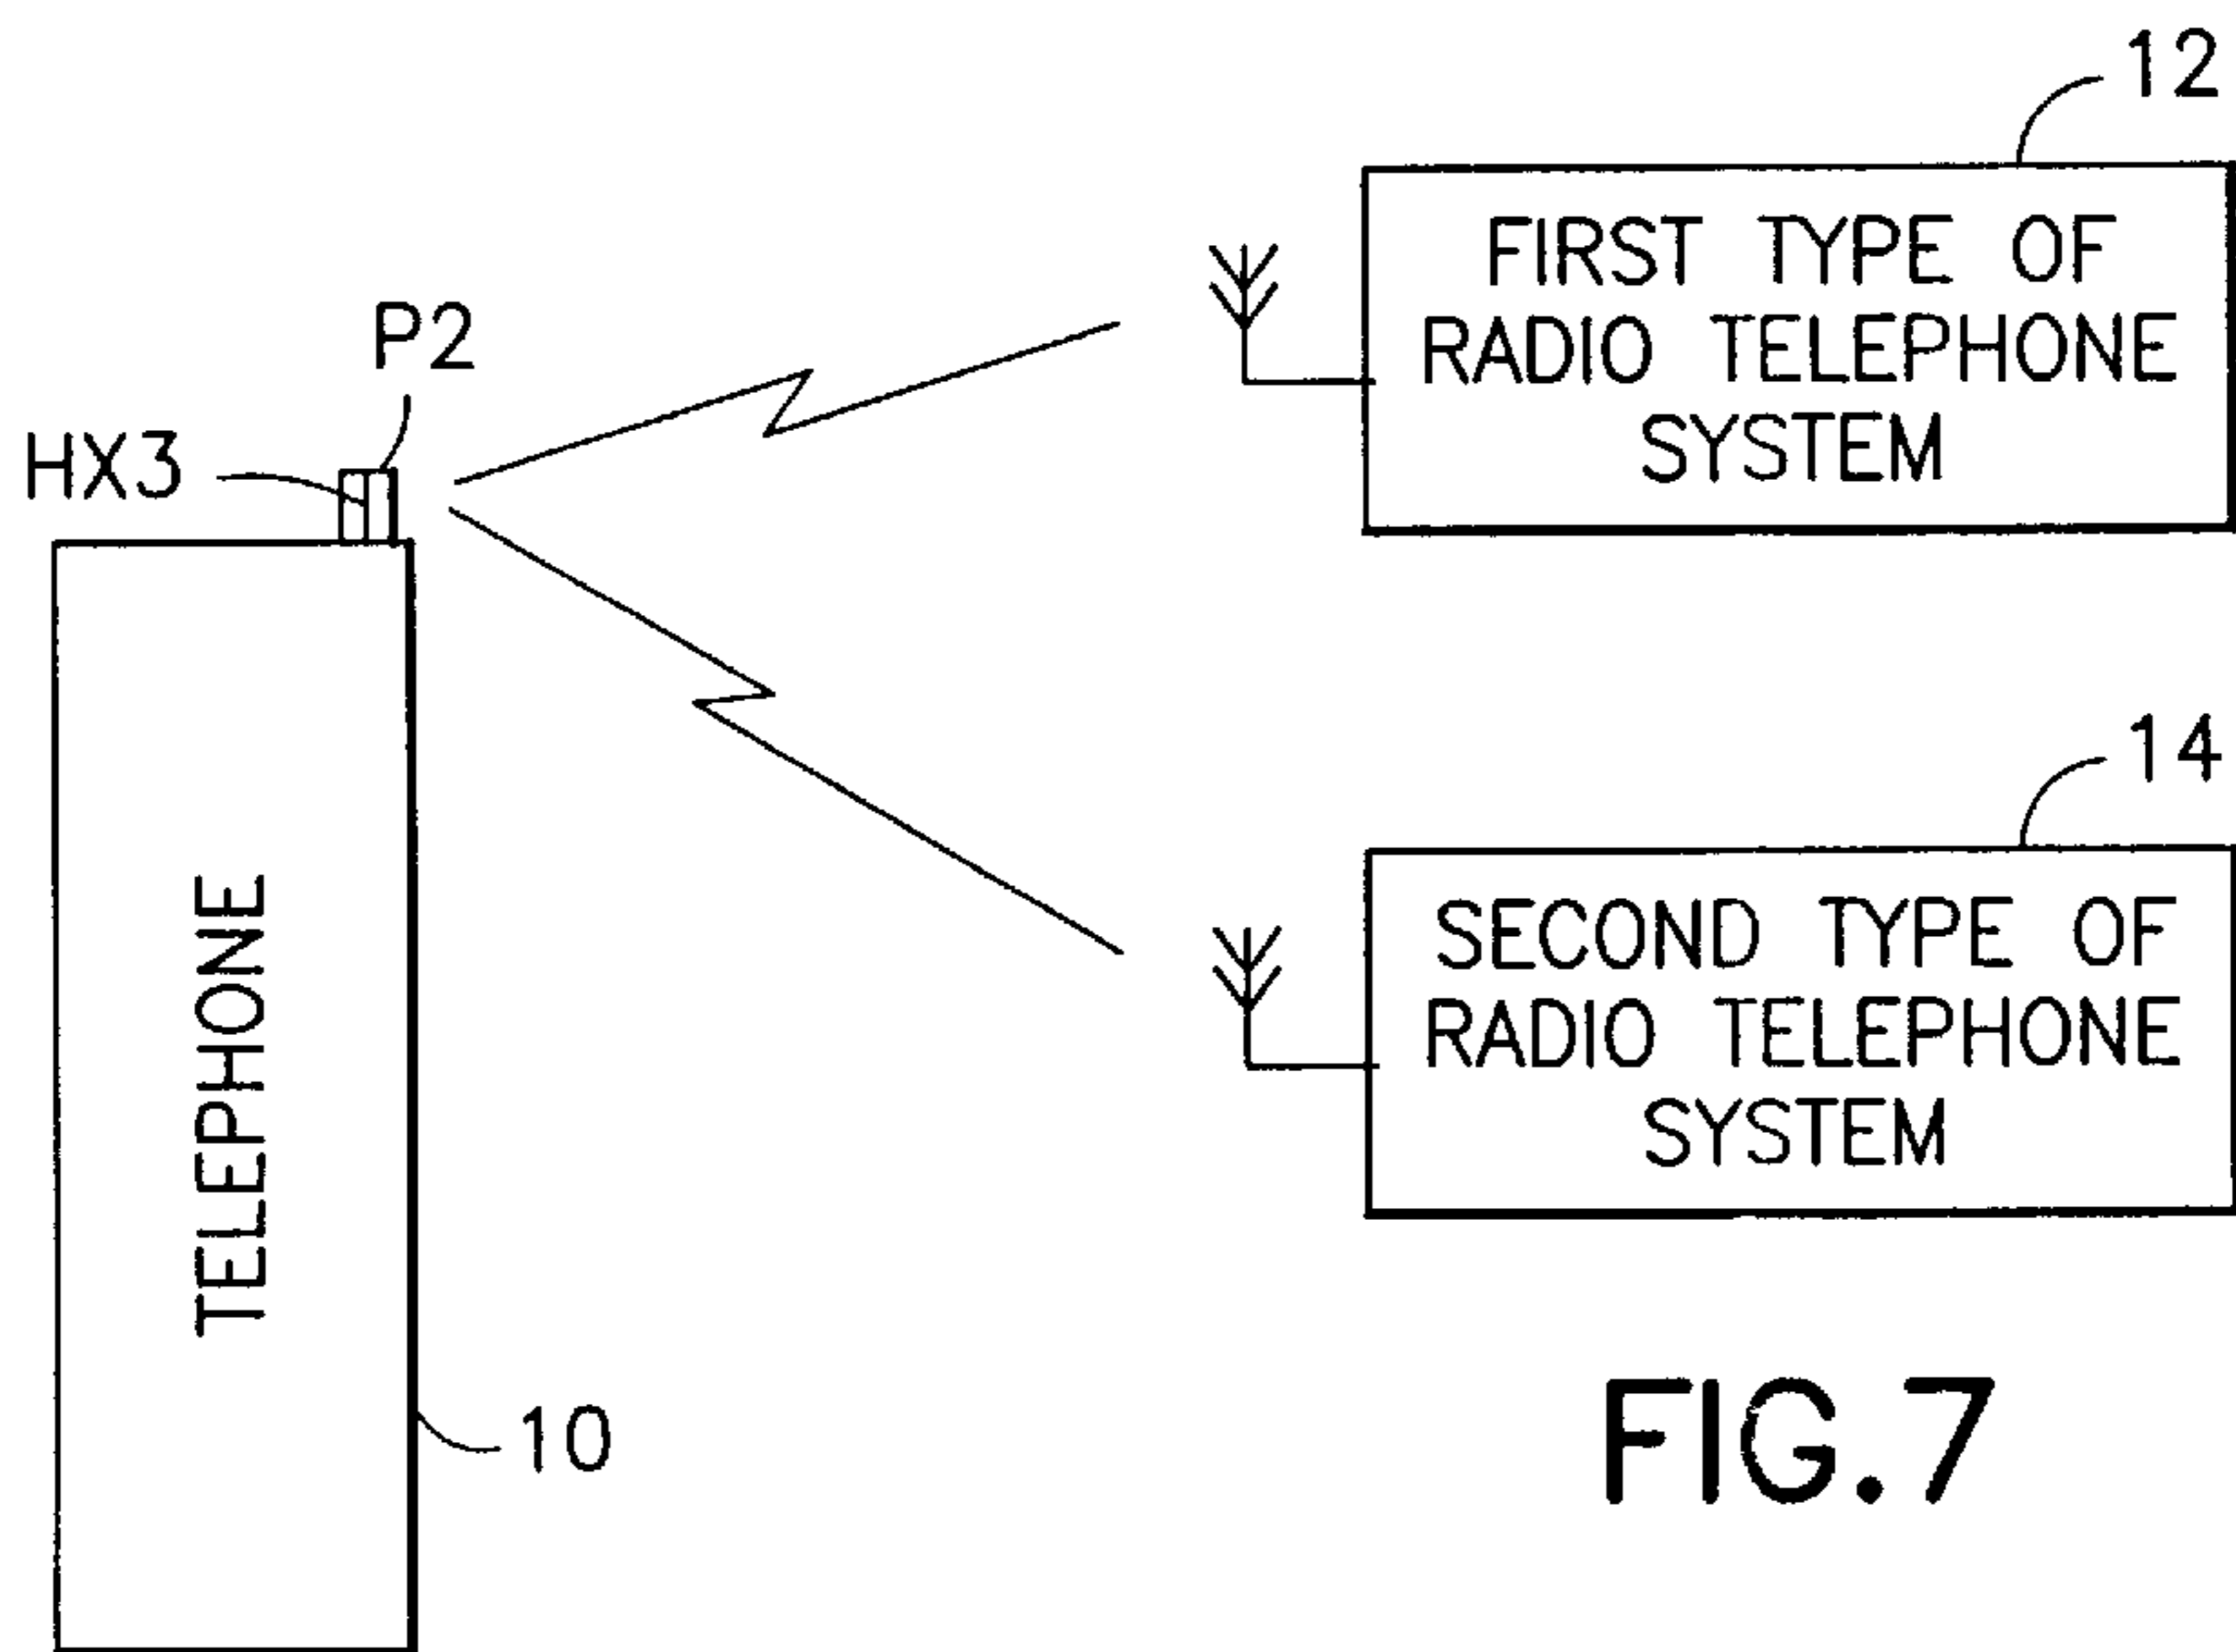 12
FIRST TYPE OF
RADIO TELEPHONE
SYSTEM
P2
HX3
14
SECOND TYPE OF
RADIO TELEPHONE
SYSTEM
TELEPHONE
10
FIG.7